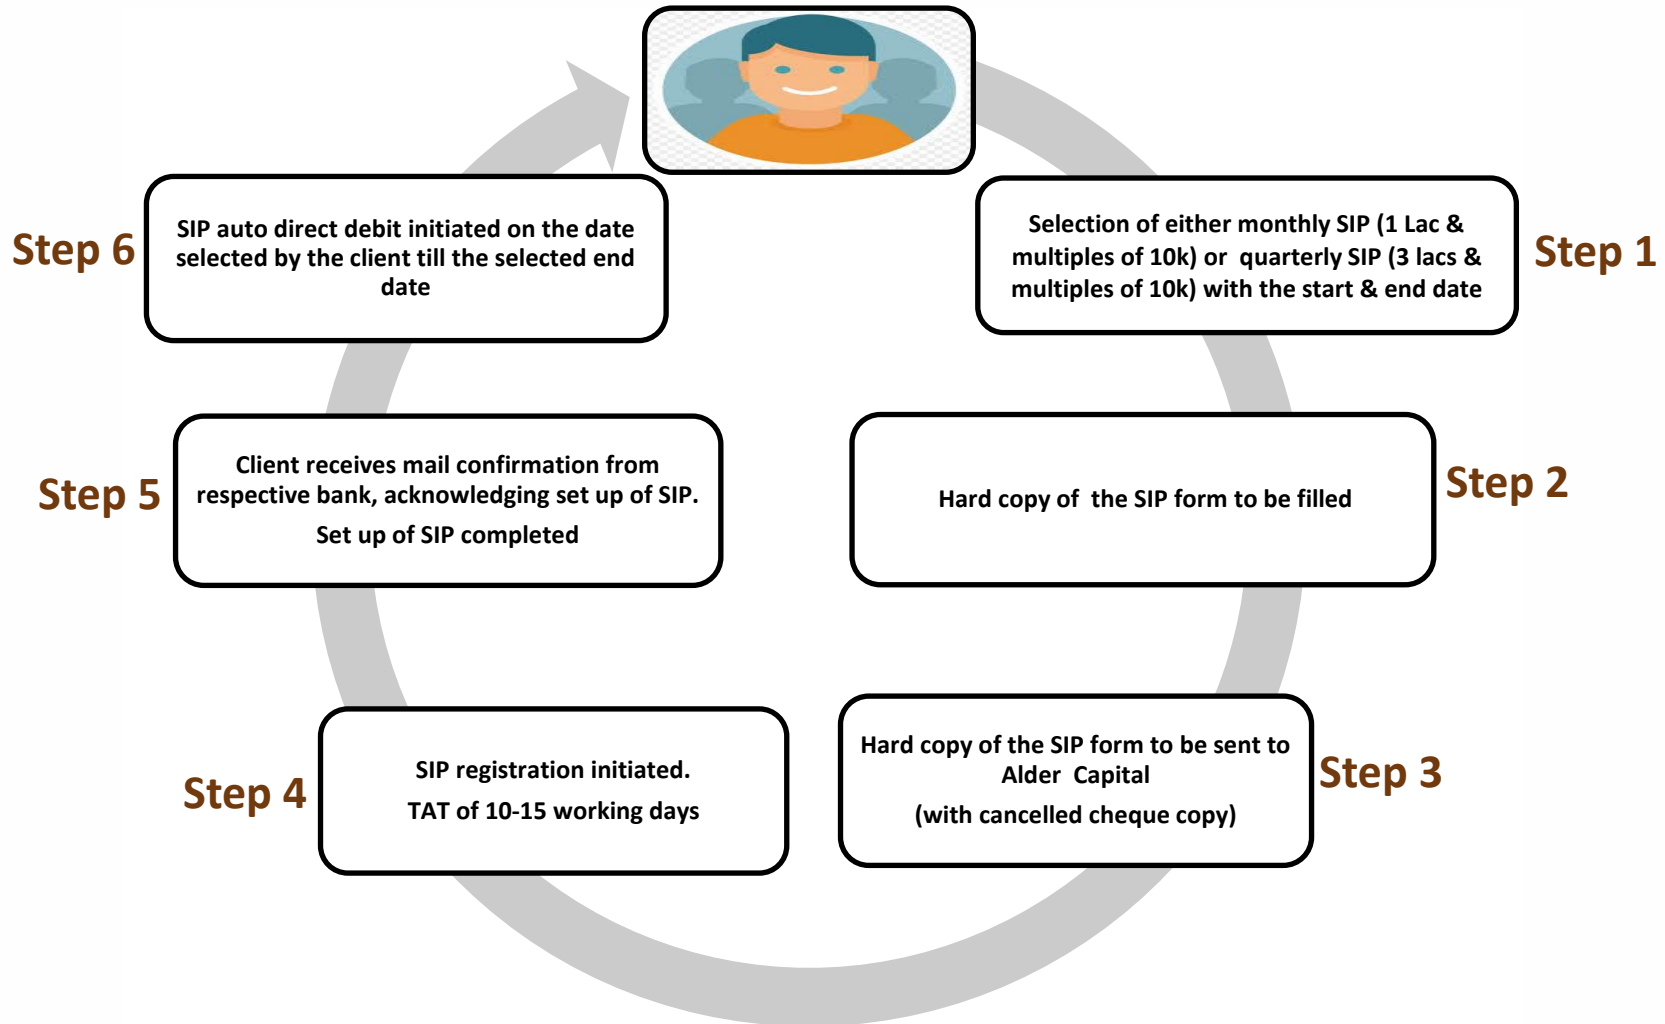 Step 1
Selection of either monthly SIP (1 Lac &
multiples of 10k) or quarterly SIP (3 lacs &
multiples of 10k) with the start & end date
Step 2
Hard copy of the SIP form to be filled
Step 3
Hard copy of the SIP form to be sent to
Alder Capital
(with cancelled cheque copy)
Step 4
SIP registration initiated.
TAT of 10-15 working days
Step 5
Client receives mail confirmation from
respective bank, acknowledging set up of SIP.
Set up of SIP completed
Step 6
SIP auto direct debit initiated on the date
selected by the client till the selected end
date